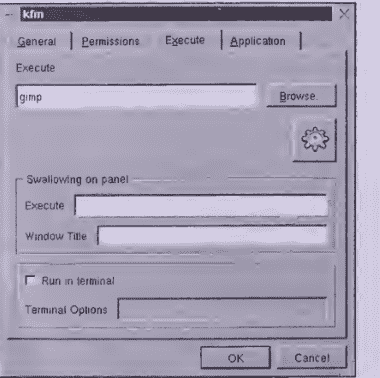 kfm
General Permissions Execute Application
Execute
gimp Browse...
Swallowing on panel
Execute
Window Title
Run in terminal
Terminal Options
OK Cancel